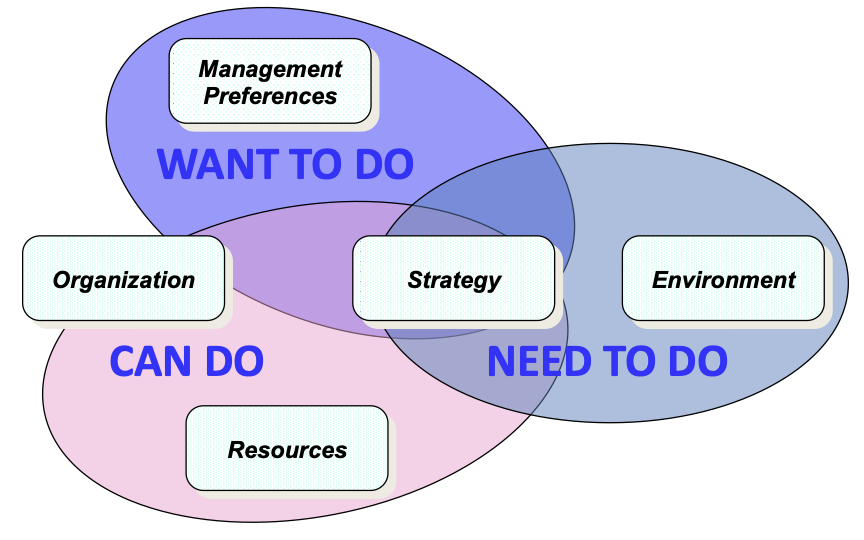 Management
Preferences
WANT TO DO
Organization
Strategy
Environment
CAN DO
NEED TO DO
Resources